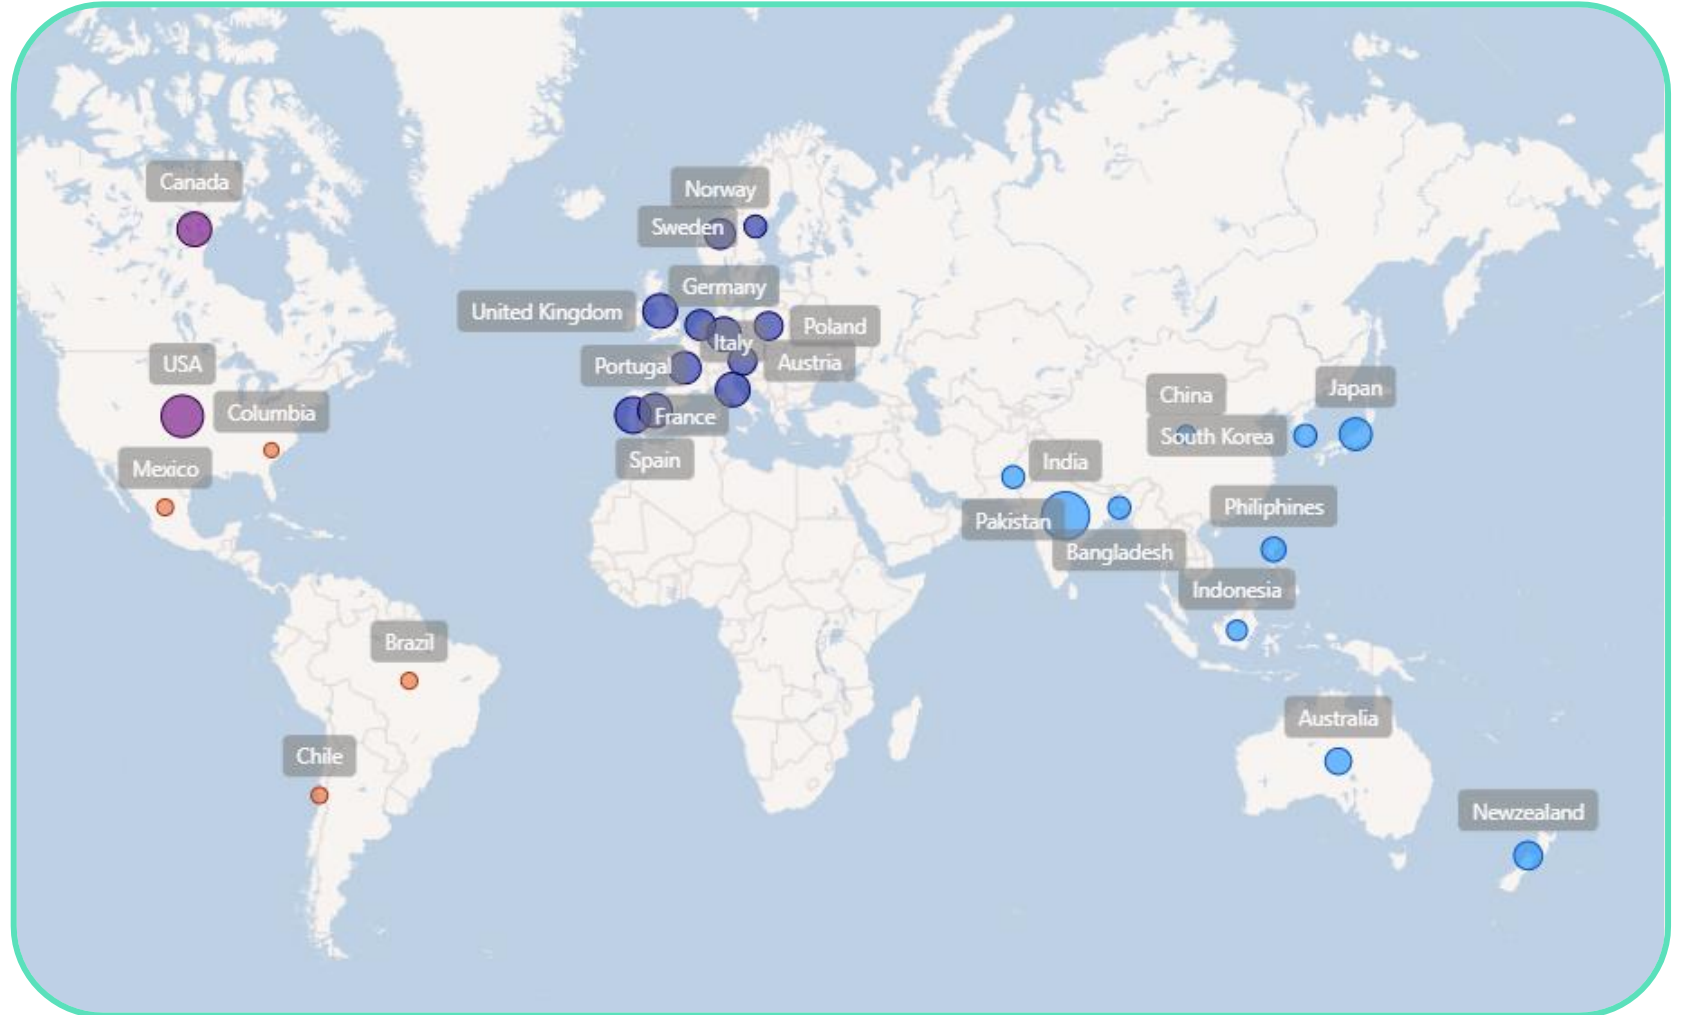 Canada
Norway
Sweden
Germany
United Kingdom
Poland
Italy
USA
Portugal
Austria
China
Japan
Columbia
France
South Korea
Mexico
Spain
India
Philiphines
Pakistan
Bangladesh
Indonesia
Brazil
Australia
Chile
Newzealand